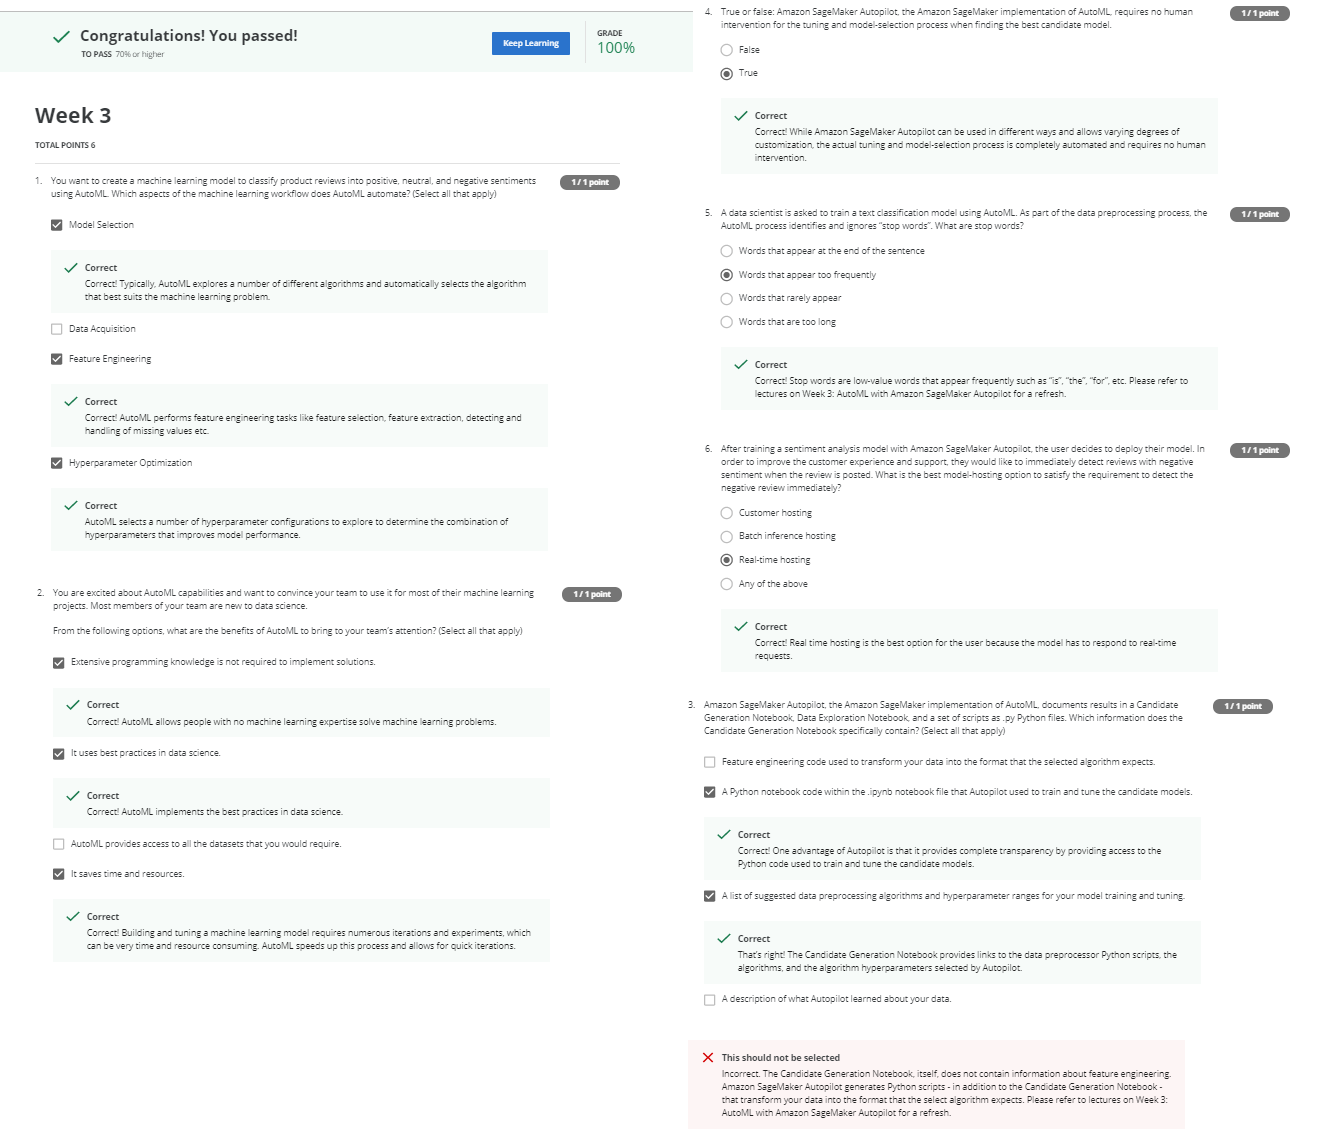 Congratulations! You passed!
TO PASS 70% or higher
Keep Learning
GRADE
100%
Week 3
TOTAL POINTS 6
1. You want to create a machine learning model to classify product reviews into positive, neutral, and negative sentiments
using AutoML. Which aspects of the machine learning workflow does AutoML automate? (Select all that apply)
1 / 1 point
Model Selection
Correct
Correct! Typically, AutoML explores a number of different algorithms and automatically selects the algorithm
that best suits the machine learning problem.
Data Acquisition
Feature Engineering
Correct
Correct! AutoML performs feature engineering tasks like feature selection, feature extraction, detecting and
handling of missing values etc.
Hyperparameter Optimization
Correct
AutoML selects a number of hyperparameter configurations to explore to determine the combination of
hyperparameters that improves model performance.
2. You are excited about AutoML capabilities and want to convince your team to use it for most of their machine learning
projects. Most members of your team are new to data science.
1 / 1 point
From the following options, what are the benefits of AutoML to bring to your team's attention? (Select all that apply)
Extensive programming knowledge is not required to implement solutions.
Correct
Correct! AutoML allows people with no machine learning expertise solve machine learning problems.
It uses best practices in data science.
Correct
Correct! AutoML implements the best practices in data science.
AutoML provides access to all the datasets that you would require.
It saves time and resources.
Correct
Correct! Building and tuning a machine learning model requires numerous iterations and experiments, which
can be very time and resource consuming. AutoML speeds up this process and allows for quick iterations.
4. True or false: Amazon SageMaker Autopilot, the Amazon SageMaker implementation of AutoML, requires no human
intervention for the tuning and model-selection process when finding the best candidate model.
1 / 1 point
False
True
Correct
Correct! While Amazon SageMaker Autopilot can be used in different ways and allows varying degrees of
customization, the actual tuning and model-selection process is completely automated and requires no human
intervention.
5. A data scientist is asked to train a text classification model using AutoML. As part of the data preprocessing process, the
AutoML process identifies and ignores "stop words". What are stop words?
1 / 1 point
Words that appear at the end of the sentence
Words that appear too frequently
Words that rarely appear
Words that are too long
Correct
Correct! Stop words are low-value words that appear frequently such as "is", "the", "for", etc. Please refer to
lectures on Week 3: AutoML with Amazon SageMaker Autopilot for a refresh.
6. After training a sentiment analysis model with Amazon SageMaker Autopilot, the user decides to deploy their model. In
order to improve the customer experience and support, they would like to immediately detect reviews with negative
sentiment when the review is posted. What is the best model-hosting option to satisfy the requirement to detect the
negative review immediately?
1 / 1 point
Customer hosting
Batch inference hosting
Real-time hosting
Any of the above
Correct
Correct! Real time hosting is the best option for the user because the model has to respond to real-time
requests.
3. Amazon SageMaker Autopilot, the Amazon SageMaker implementation of AutoML, documents results in a Candidate
Generation Notebook, Data Exploration Notebook, and a set of scripts as .py Python files. Which information does the
Candidate Generation Notebook specifically contain? (Select all that apply)
1 / 1 point
Feature engineering code used to transform your data into the format that the selected algorithm expects.
A Python notebook code within the .ipynb notebook file that Autopilot used to train and tune the candidate models.
Correct
Correct! One advantage of Autopilot is that it provides complete transparency by providing access to the
Python code used to train and tune the candidate models.
A list of suggested data preprocessing algorithms and hyperparameter ranges for your model training and tuning.
Correct
That's right! The Candidate Generation Notebook provides links to the data preprocessor Python scripts, the
algorithms, and the algorithm hyperparameters selected by Autopilot.
A description of what Autopilot learned about your data.
This should not be selected
Incorrect. The Candidate Generation Notebook, itself, does not contain information about feature engineering.
Amazon SageMaker Autopilot generates Python scripts - in addition to the Candidate Generation Notebook -
that transform your data into the format that the select algorithm expects. Please refer to lectures on Week 3:
AutoML with Amazon SageMaker Autopilot for a refresh.